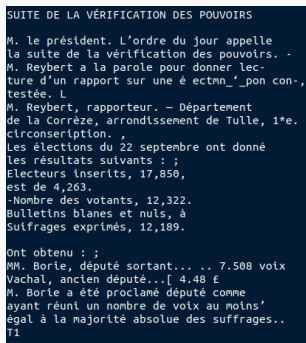 SUITE DE LA VÉRIFICATION DES POUVOIRS
M. le président. L’ordre du jour appelle
la suite de la vérification des pouvoirs. -
M. Reybert a la parole pour donner lec-
ture d’un rapport sur une é ectmn_‘_pon con-,
testée. L
M. Reybert, rapporteur. — Département
de la Corrèze, arrondissement de Tulle, 1*e.
circonseription. ,
Les élections du 22 septembre ont donné
les résultats suivants : ;
Electeurs inserits, 17,850,
est de 4,263.
-Nombre des votants, 12,322.
Bulletins blanes et nuls, à
Suifrages exprimés, 12,189.
Ont obtenu : ;
MM. Borie, député sortant... .. 7.508 voix
Vachal, ancien député...[ 4.48 £
M. Borie a été proclamé député comme
ayant réuni un nombre de voix au moins’
égal à la majorité absolue des suffrages..
T1